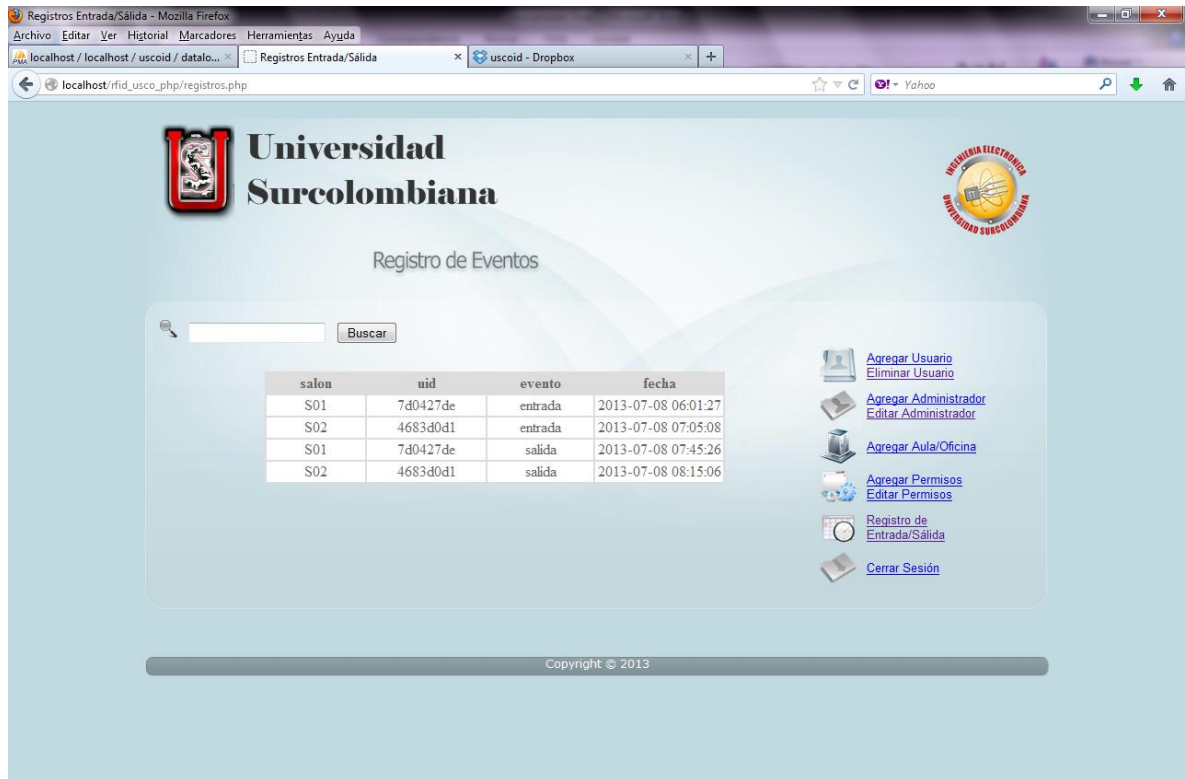 Registros Entrada/Sálida - Mozilla Firefox
Archivo Editar Ver Historial Marcadores Herramientas Ayuda
localhost / localhost / uscoid / datalo... Registros Entrada/Sálida uscoid - Dropbox
localhost/rfid_usco_php/registros.php Yahoo
Universidad
Surcolombiana
INGENIERIA ELECTRONICA
UNIVERSIDAD SURCOLOMBIANA
Registro de Eventos
Buscar
salon uid evento fecha
S01 7d0427de entrada 2013-07-08 06:01:27
S02 4683d0d1 entrada 2013-07-08 07:05:08
S01 7d0427de salida 2013-07-08 07:45:26
S02 4683d0d1 salida 2013-07-08 08:15:06
Agregar Usuario
Eliminar Usuario
Agregar Administrador
Editar Administrador
Agregar Aula/Oficina
Agregar Permisos
Editar Permisos
Registro de
Entrada/Sálida
Cerrar Sesión
Copyright © 2013